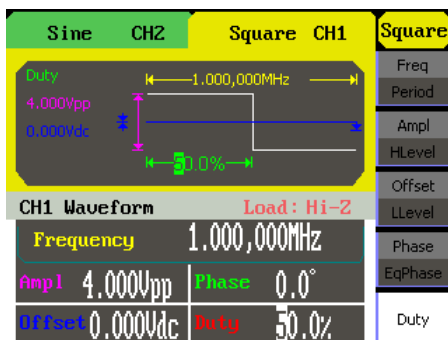 Sine CH2 Square CH1 Square
Duty
1.000,000MHz
4.000Vpp
0.000Vdc
50.0%
CH1 Waveform Load: Hi-Z
Frequency 1.000,000MHz
Ampl 4.000Vpp Phase 0.0°
Offset 0.000Vdc Duty 50.0%
Freq
Period
Ampl
HLevel
Offset
LLevel
Phase
EqPhase
Duty